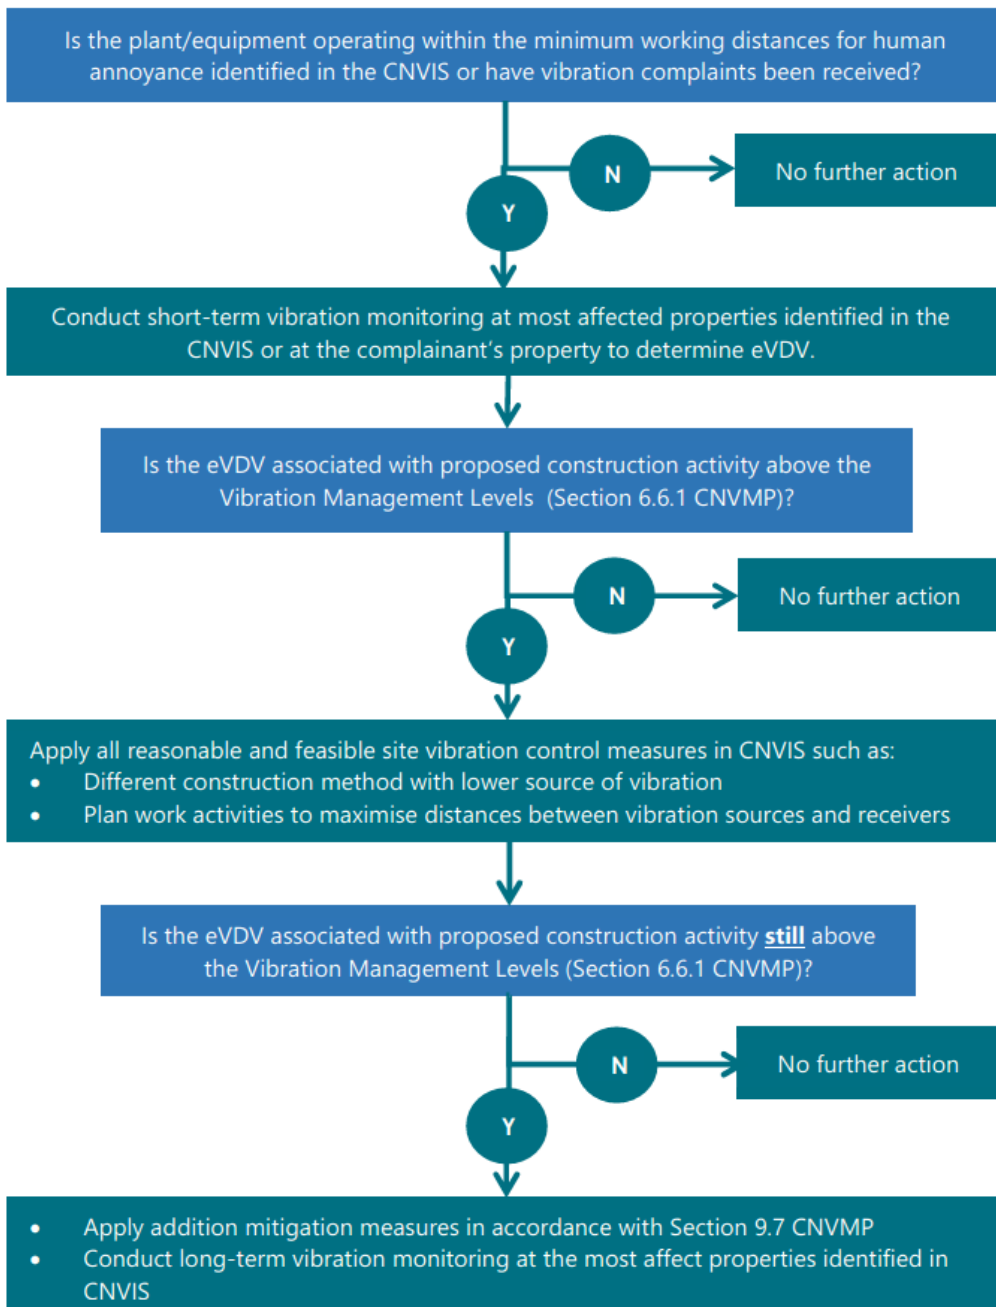 Is the plant/equipment operating within the minimum working distances for human
annoyance identified in the CNVIS or have vibration complaints been received?
N
No further action
Y
Conduct short-term vibration monitoring at most affected properties identified in the
CNVIS or at the complainant’s property to determine eVDV.
Is the eVDV associated with proposed construction activity above the
Vibration Management Levels (Section 6.6.1 CNVMP)?
N
No further action
Y
Apply all reasonable and feasible site vibration control measures in CNVIS such as:
• Different construction method with lower source of vibration
• Plan work activities to maximise distances between vibration sources and receivers
Is the eVDV associated with proposed construction activity still above
the Vibration Management Levels (Section 6.6.1 CNVMP)?
N
No further action
Y
• Apply addition mitigation measures in accordance with Section 9.7 CNVMP
• Conduct long-term vibration monitoring at the most affect properties identified in
CNVIS